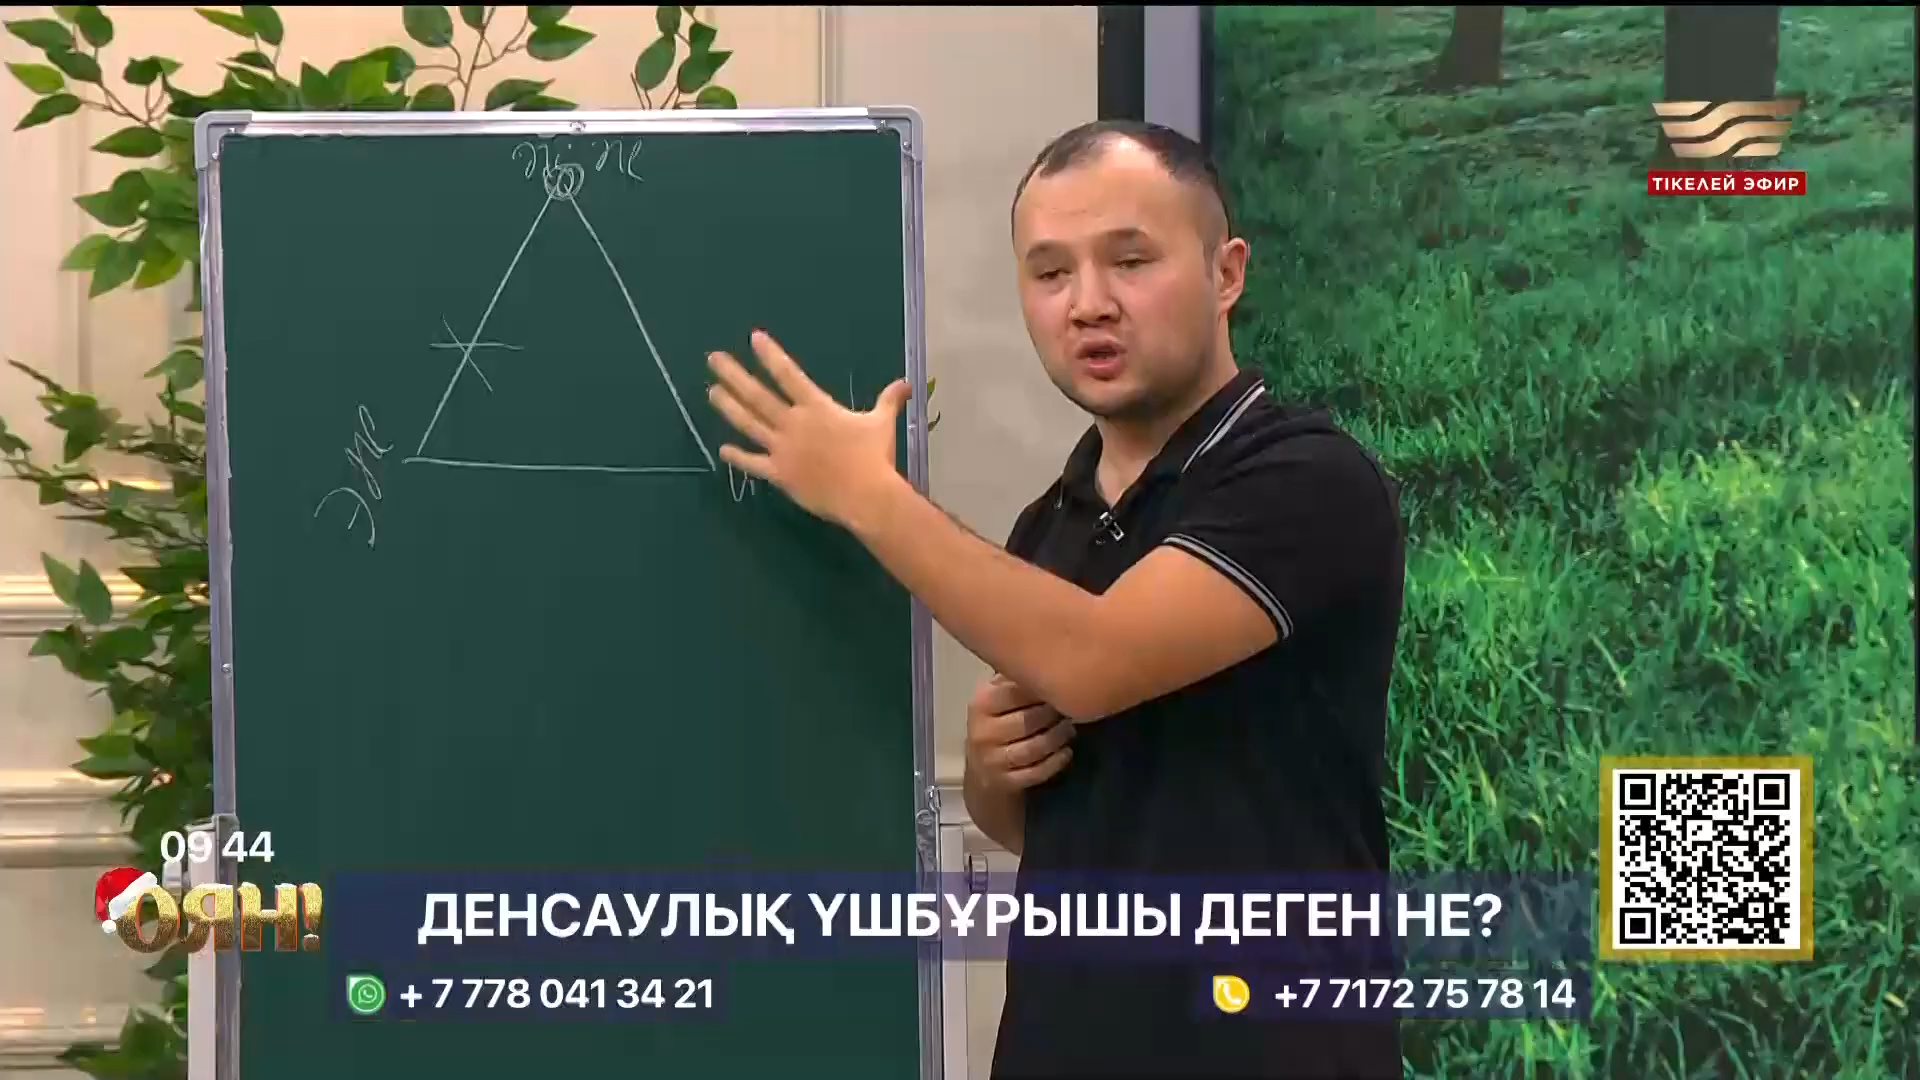 ТІКЕЛЕЙ ЭФИР
ЭМС
09 44
ОЯН!
ДЕНСАУЛЫҚ ҮШБҰРЫШЫ ДЕГЕН НЕ?
+ 7 778 041 34 21
+7 7172 75 78 14